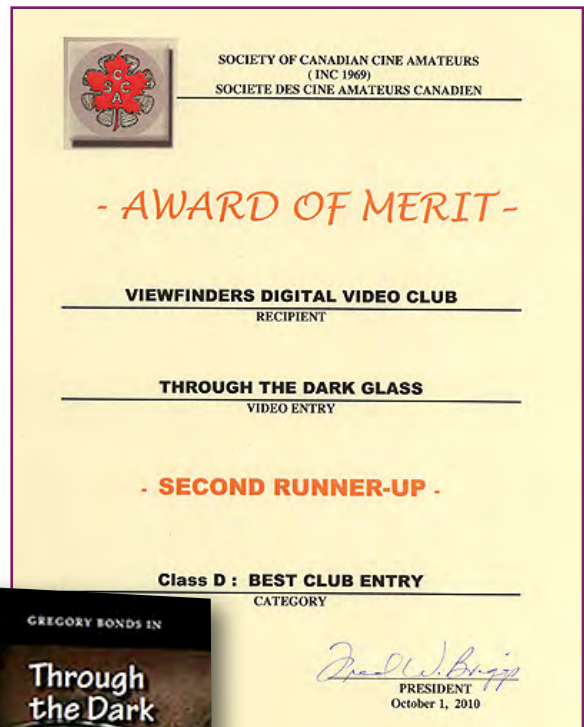 SOCIETY OF CANADIAN CINE AMATEURS
( INC 1969)
SOCIETE DES CINE AMATEURS CANADIEN
S C C A
- AWARD OF MERIT -
VIEWFINDERS DIGITAL VIDEO CLUB
RECIPIENT
THROUGH THE DARK GLASS
VIDEO ENTRY
- SECOND RUNNER-UP -
Class D : BEST CLUB ENTRY
CATEGORY
Fred W. Briggs
PRESIDENT
October 1, 2010
GREGORY BONDS IN
Through
the Dark